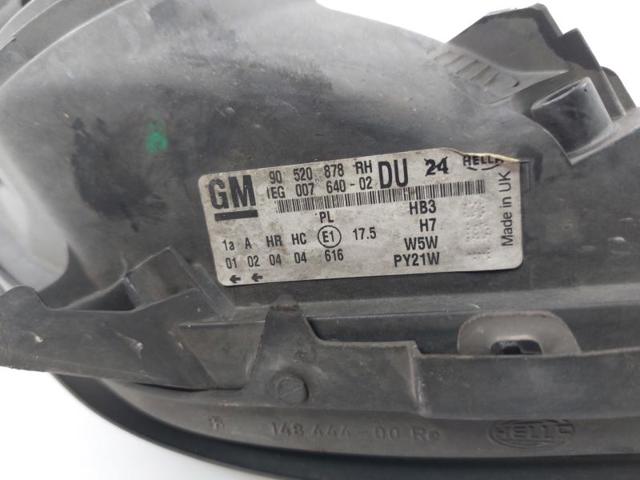 GM 90 520 878 RH DU 24 HELLA
IEG 007 640-02
PL HB3
1a A HR HC E1 17.5 H7
01 02 04 04 616 W5W
PY21W
Made in UK
148 444-00 Re
HELLA